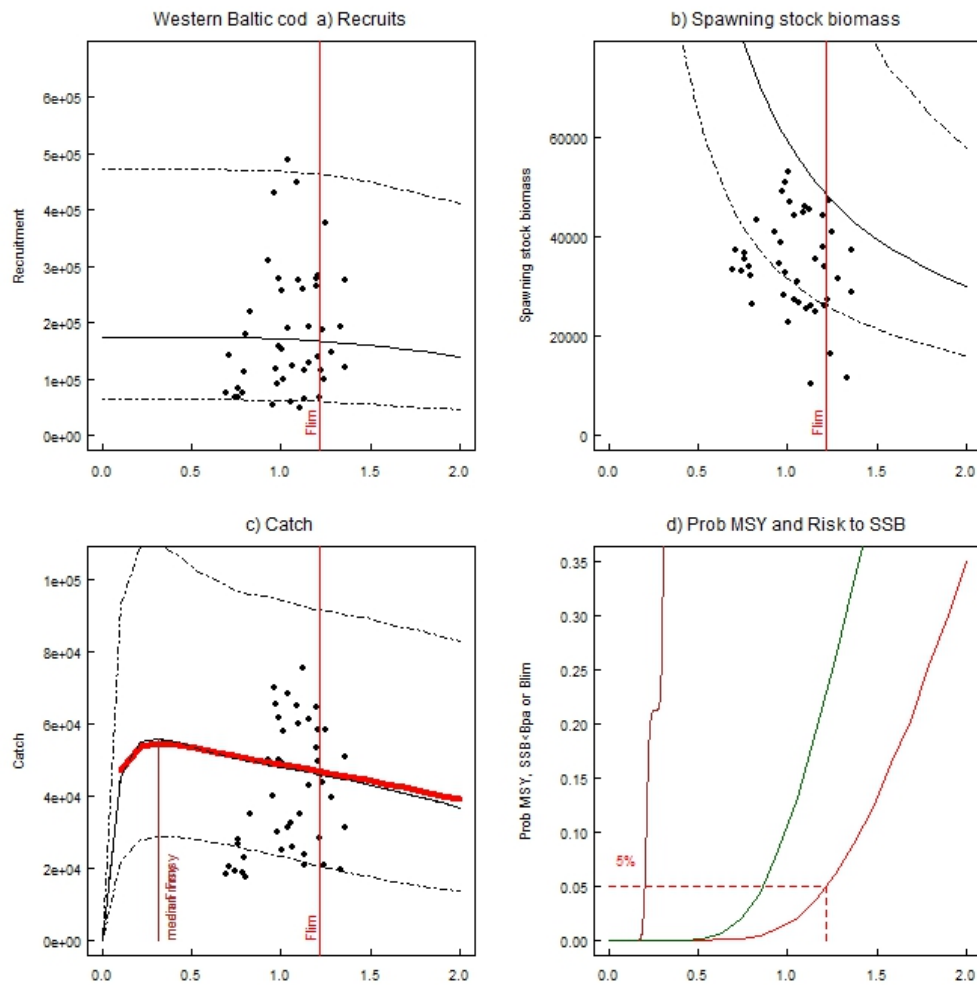 Western Baltic cod a) Recruits
Recruitment
6e+05
5e+05
4e+05
3e+05
2e+05
1e+05
0e+00
Flim
0.0 0.5 1.0 1.5 2.0
b) Spawning stock biomass
Spawning stock biomass
60000
40000
20000
0
Flim
0.0 0.5 1.0 1.5 2.0
c) Catch
Catch
1e+05
8e+04
6e+04
4e+04
2e+04
0e+00
median Fmsy
Flim
0.0 0.5 1.0 1.5 2.0
d) Prob MSY and Risk to SSB
Prob MSY, SSB<Bpa or Blim
0.35
0.30
0.25
0.20
0.15
0.10
0.05
0.00
5%
0.0 0.5 1.0 1.5 2.0